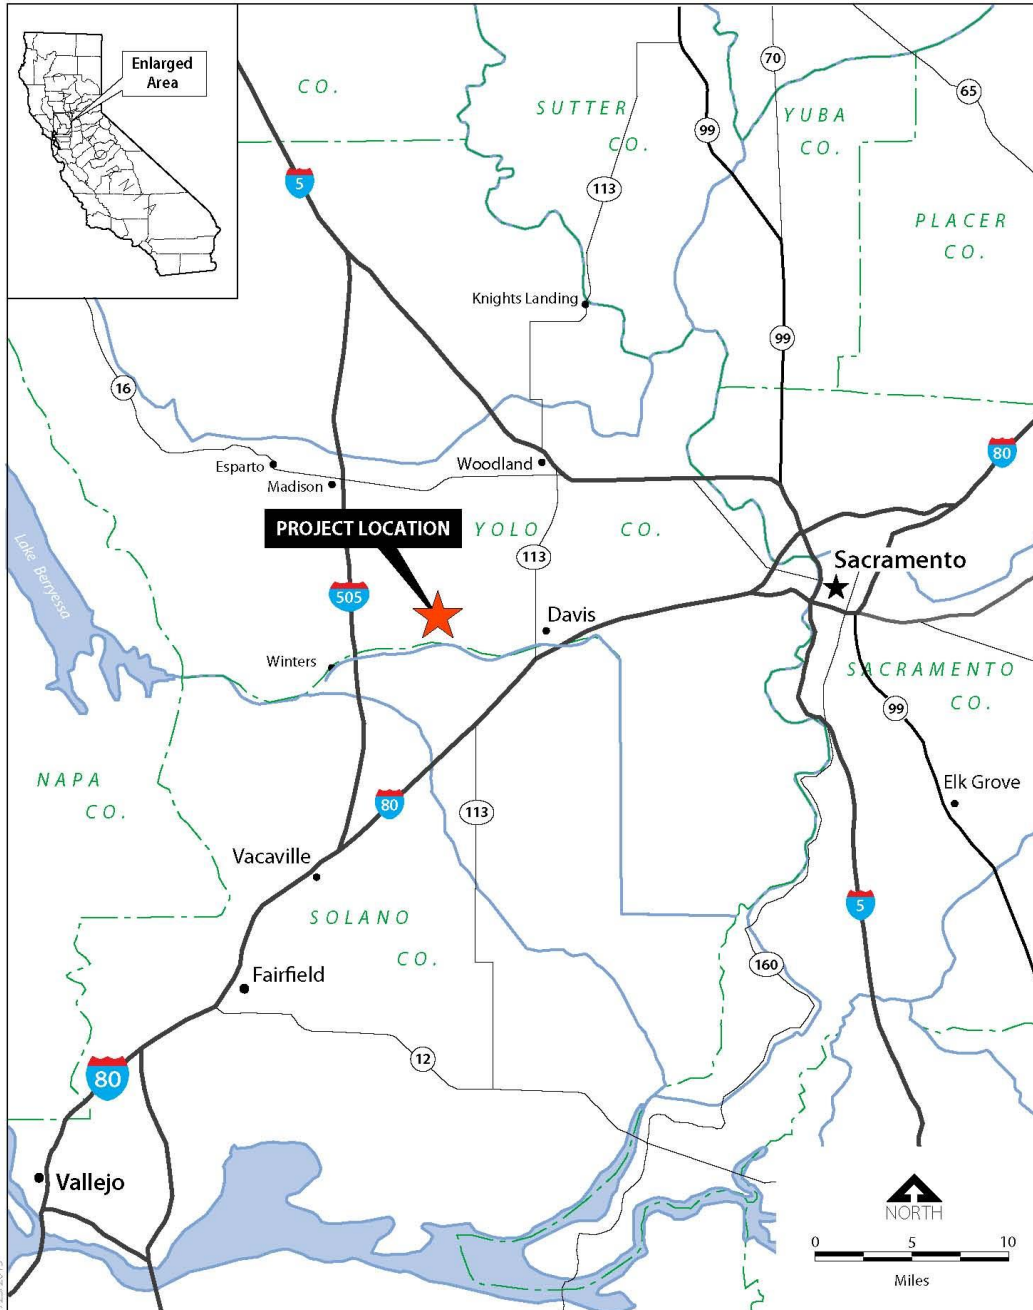 Enlarged
Area
CO.
SUTTER
CO.
70
YUBA
CO.
65
99
5
113
PLACER
CO.
Knights Landing
99
16
80
Esparto
Madison
Woodland
PROJECT LOCATION
YOLO CO.
113
Lake Berryessa
Sacramento
505
Davis
Winters
SACRAMENTO
CO.
99
NAPA
CO.
80
113
Elk Grove
Vacaville
SOLANO
CO.
5
160
Fairfield
12
80
Vallejo
NORTH
0 5 10
Miles